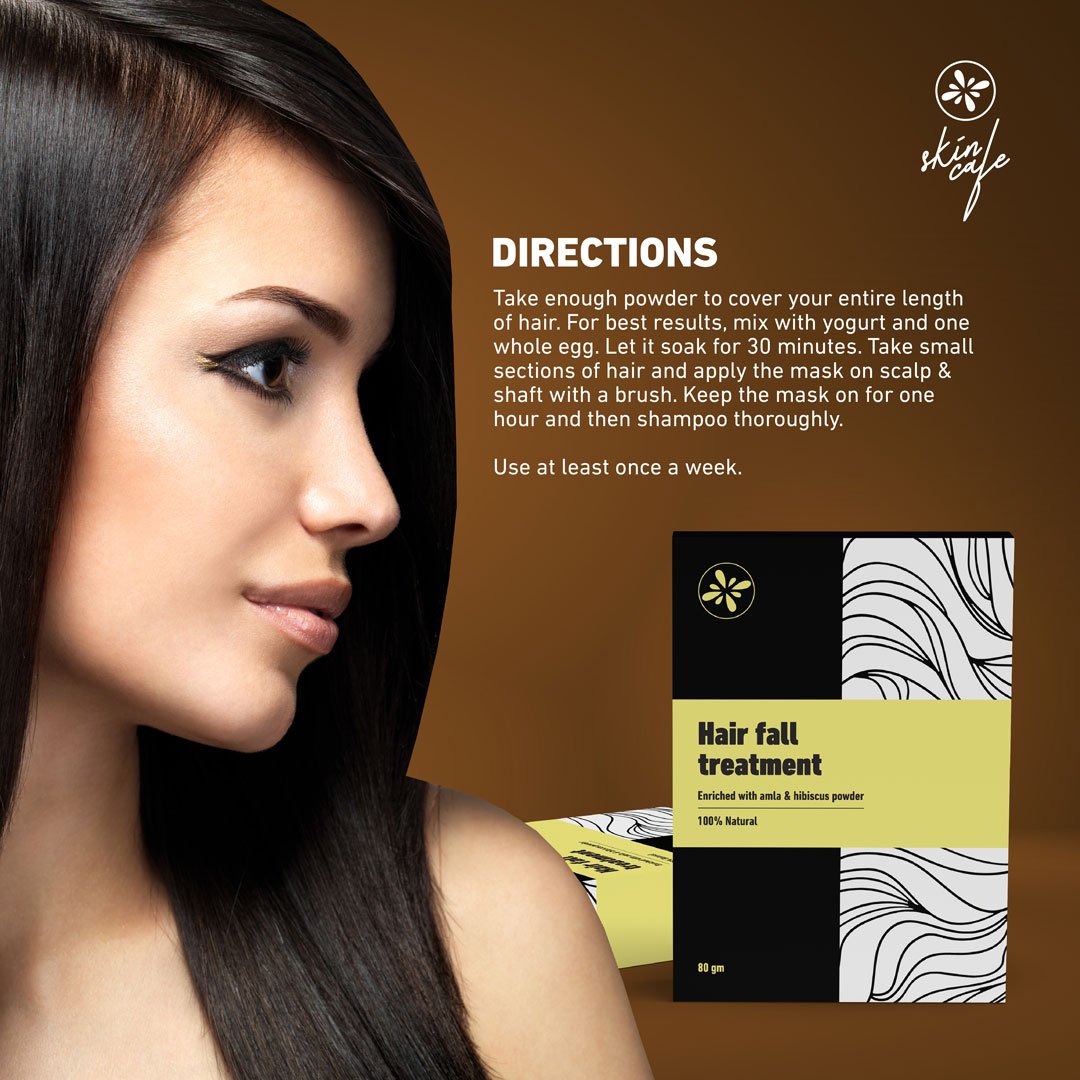 skin
cafe
DIRECTIONS
Take enough powder to cover your entire length
of hair. For best results, mix with yogurt and one
whole egg. Let it soak for 30 minutes. Take small
sections of hair and apply the mask on scalp &
shaft with a brush. Keep the mask on for one
hour and then shampoo thoroughly.
Use at least once a week.
Hair fall
treatment
Enriched with amla & hibiscus powder
100% Natural
80 gm
Hair fall
treatment